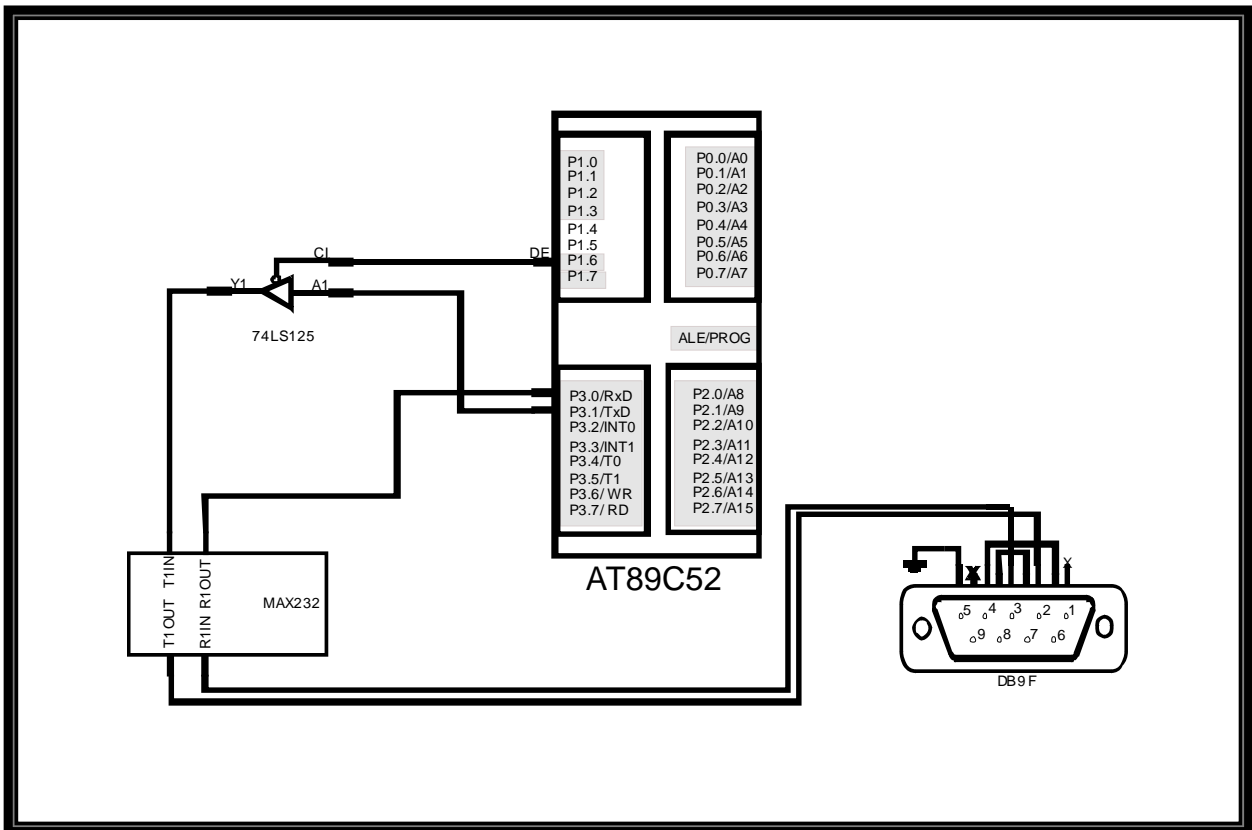 P1.0
P1.1
P1.2
P1.3
P1.4
P1.5
P1.6
P1.7
P0.0/A0
P0.1/A1
P0.2/A2
P0.3/A3
P0.4/A4
P0.5/A5
P0.6/A6
P0.7/A7
CI
DE
Y1
A1
74LS125
ALE/PROG
P3.0/RxD
P3.1/TxD
P3.2/INT0
P3.3/INT1
P3.4/T0
P3.5/T1
P3.6/ WR
P3.7/ RD
P2.0/A8
P2.1/A9
P2.2/A10
P2.3/A11
P2.4/A12
P2.5/A13
P2.6/A14
P2.7/A15
AT89C52
T1OUT T1IN
R1IN R1OUT
MAX232
X
X
5 4 3 2 1
9 8 7 6
DB9 F